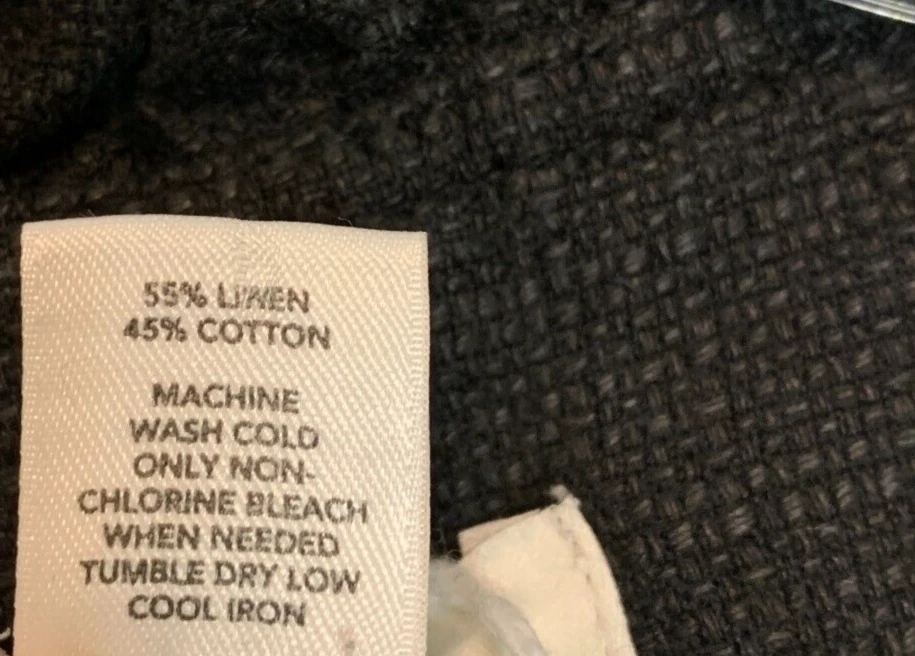 55% LINEN
45% COTTON
MACHINE
WASH COLD
ONLY NON-
CHLORINE BLEACH
WHEN NEEDED
TUMBLE DRY LOW
COOL IRON